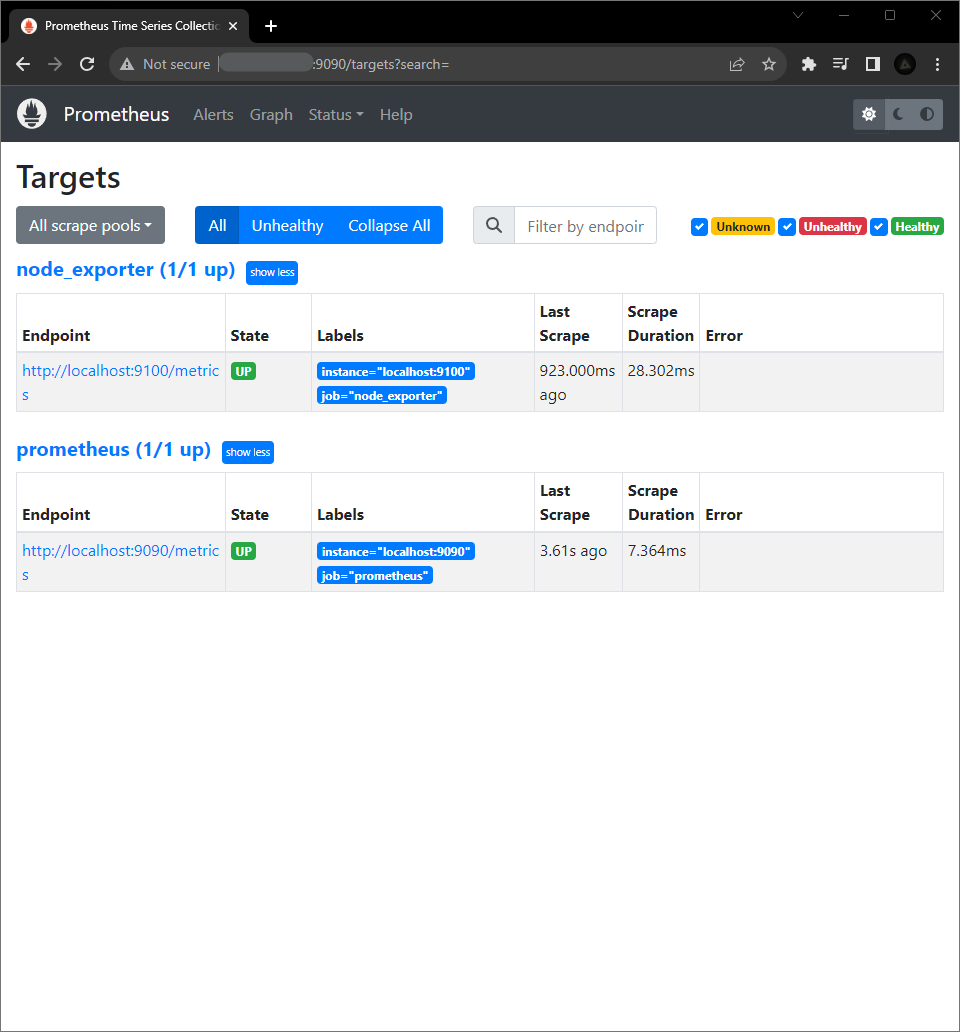 Prometheus Time Series Collectio
Not secure :9090/targets?search=
Prometheus Alerts Graph Status Help
Targets
All scrape pools All Unhealthy Collapse All Filter by endpoin Unknown Unhealthy Healthy
node_exporter (1/1 up) show less
Endpoint State Labels Last Scrape Scrape Duration Error
http://localhost:9100/metrics UP instance="localhost:9100" 923.000ms ago 28.302ms
job="node_exporter"
prometheus (1/1 up) show less
Endpoint State Labels Last Scrape Scrape Duration Error
http://localhost:9090/metrics UP instance="localhost:9090" 3.61s ago 7.364ms
job="prometheus"